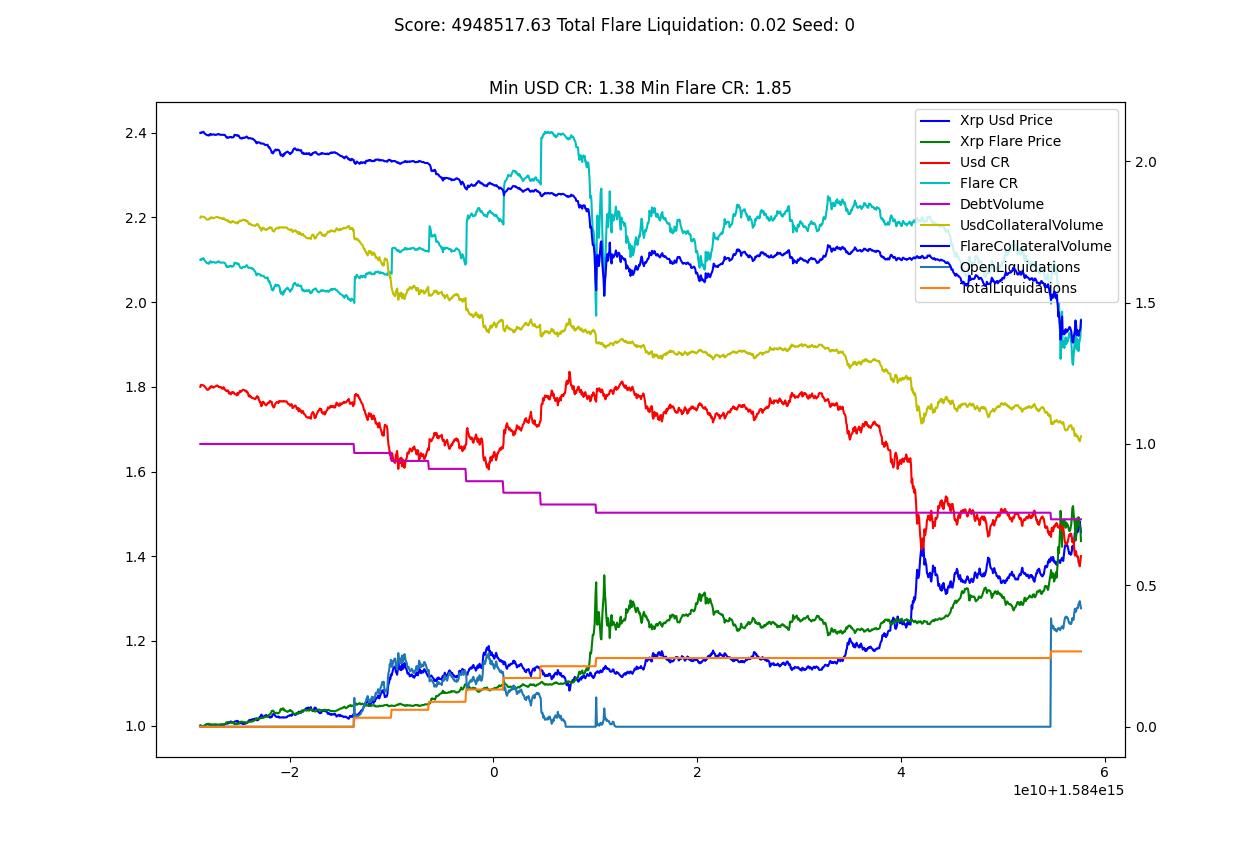 Score: 4948517.63 Total Flare Liquidation: 0.02 Seed: 0
Min USD CR: 1.38 Min Flare CR: 1.85
2.4
2.2
2.0
1.8
1.6
1.4
1.2
1.0
Xrp Usd Price
Xrp Flare Price
Usd CR
Flare CR
DebtVolume
UsdCollateralVolume
FlareCollateralVolume
OpenLiquidations
TotalLiquidations
2.0
1.5
1.0
0.5
0.0
−2
0
2
4
6
1e10+1.584e15